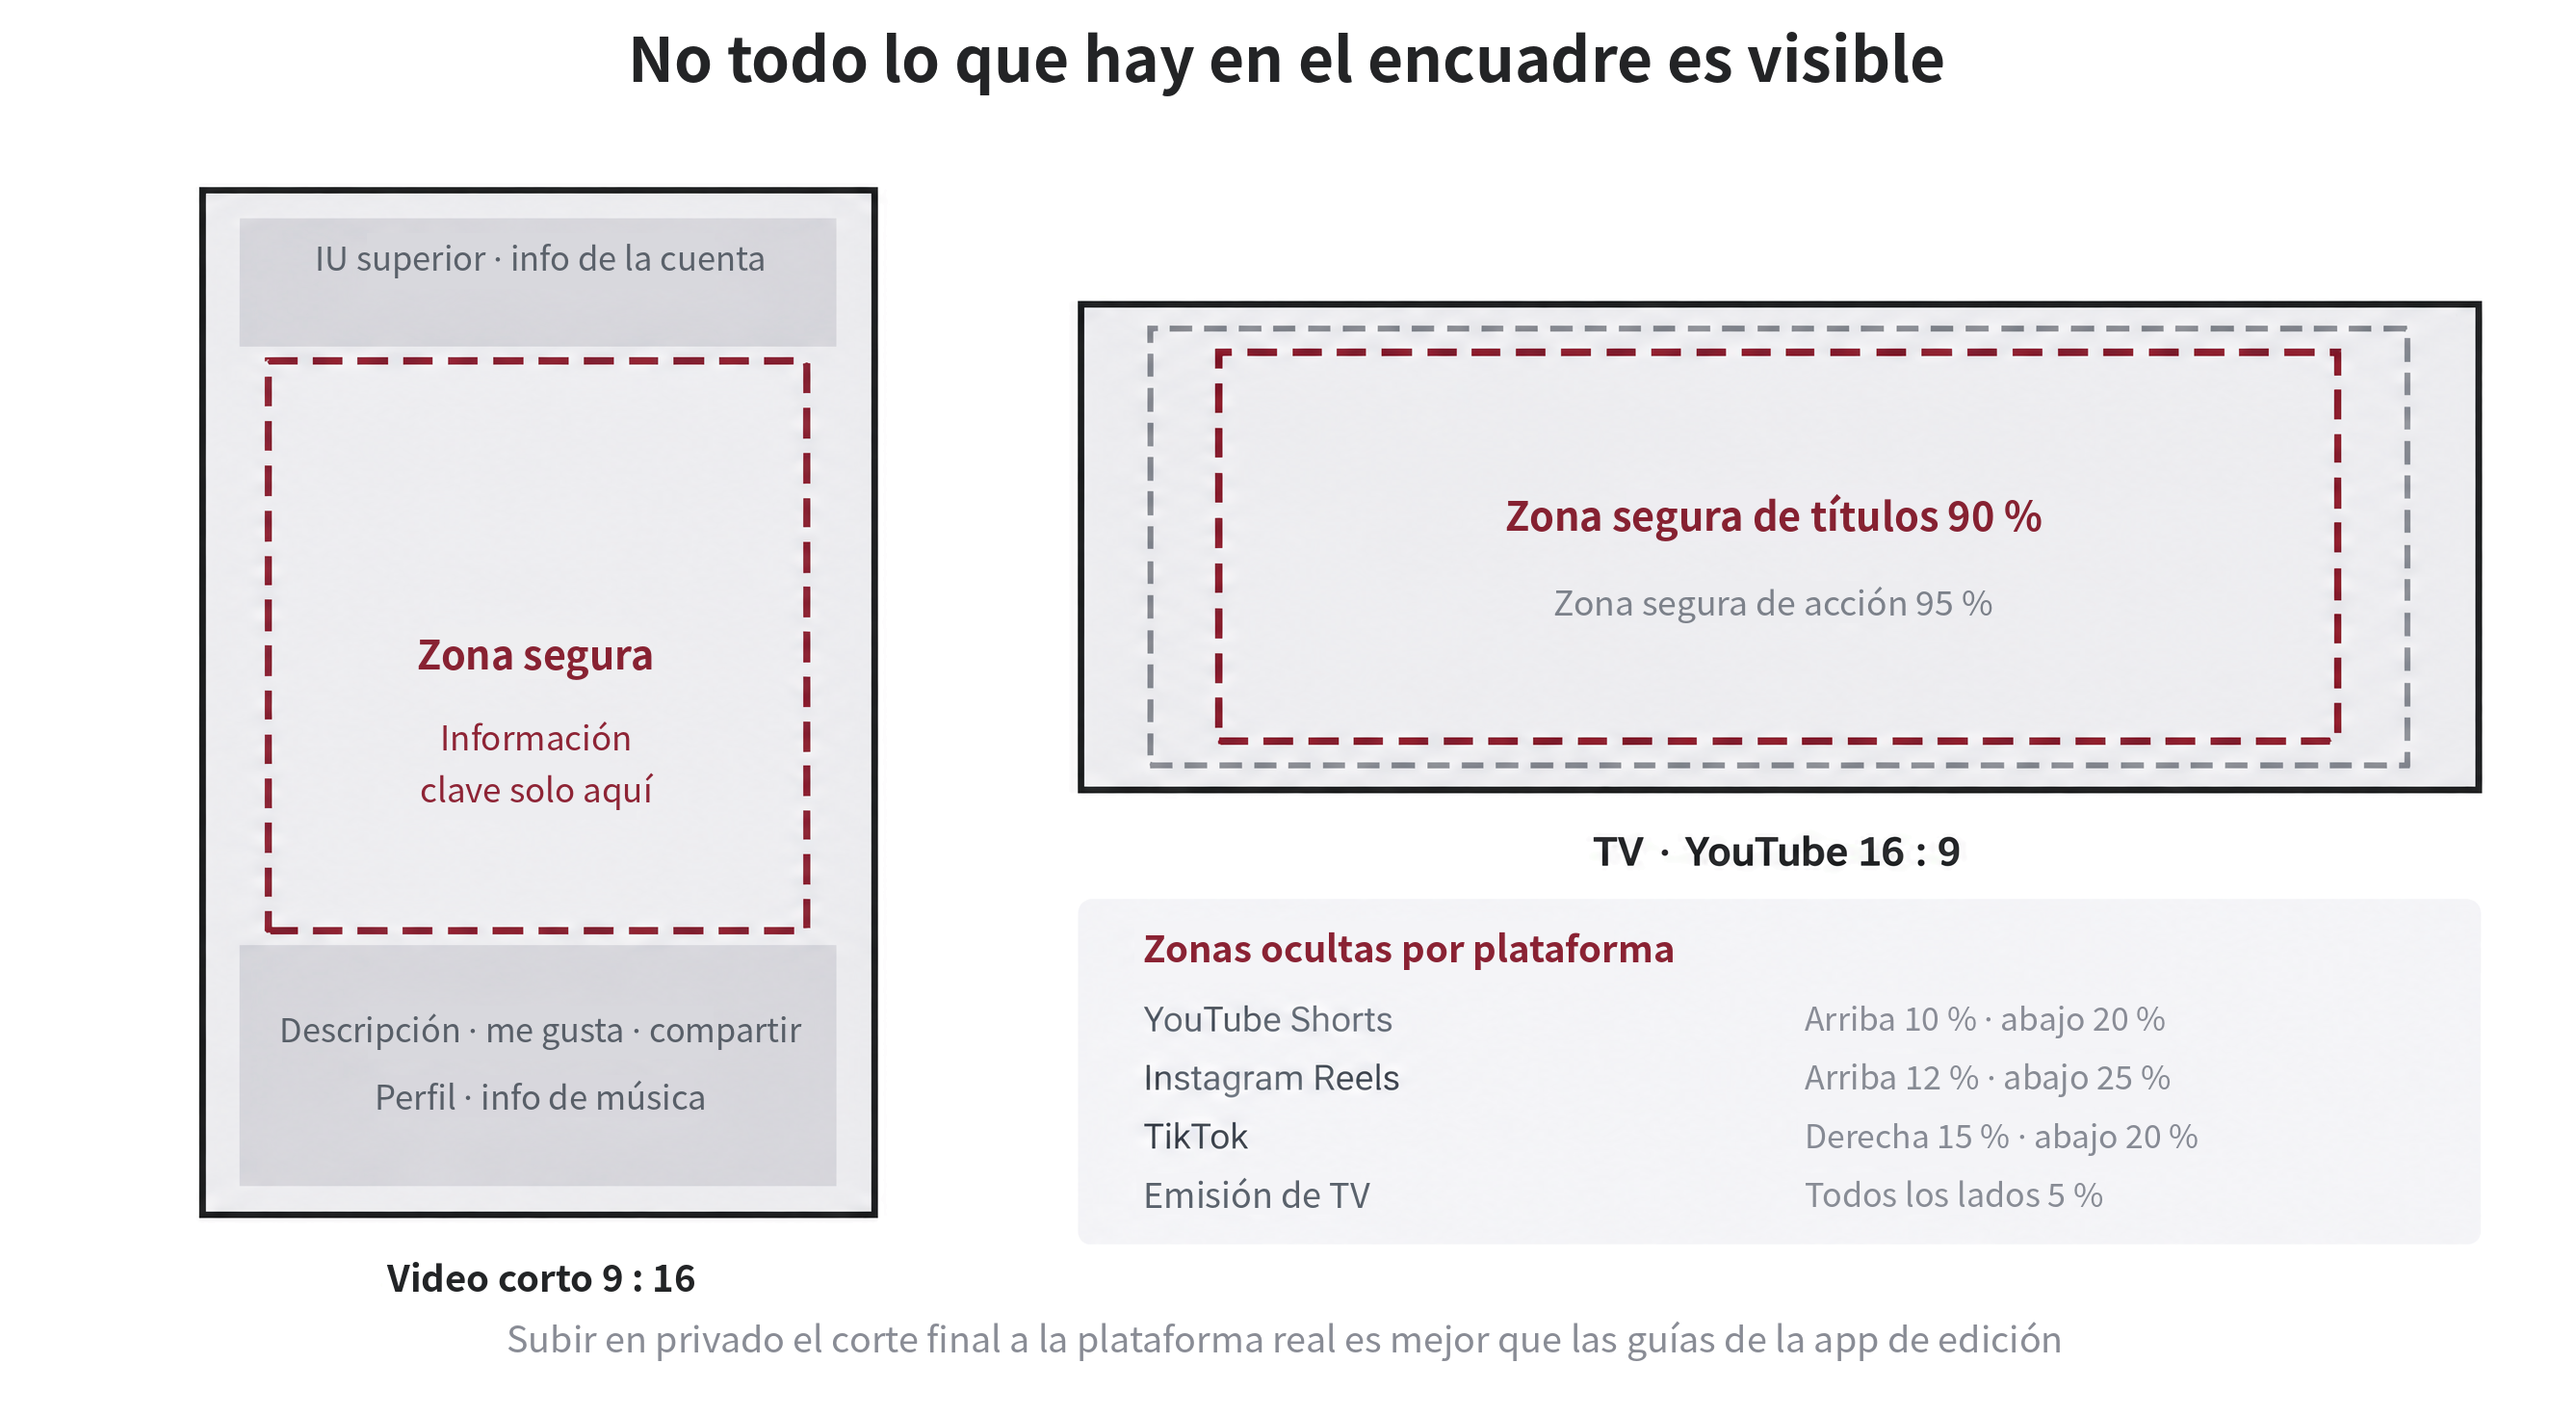 No todo lo que hay en el encuadre es visible
IU superior · info de la cuenta
Zona segura
Información
clave solo aquí
Descripción · me gusta · compartir
Perfil · info de música
Video corto 9 : 16
Zona segura de títulos 90 %
Zona segura de acción 95 %
TV · YouTube 16 : 9
Zonas ocultas por plataforma
YouTube Shorts Arriba 10 % · abajo 20 %
Instagram Reels Arriba 12 % · abajo 25 %
TikTok Derecha 15 % · abajo 20 %
Emisión de TV Todos los lados 5 %
Subir en privado el corte final a la plataforma real es mejor que las guías de la app de edición